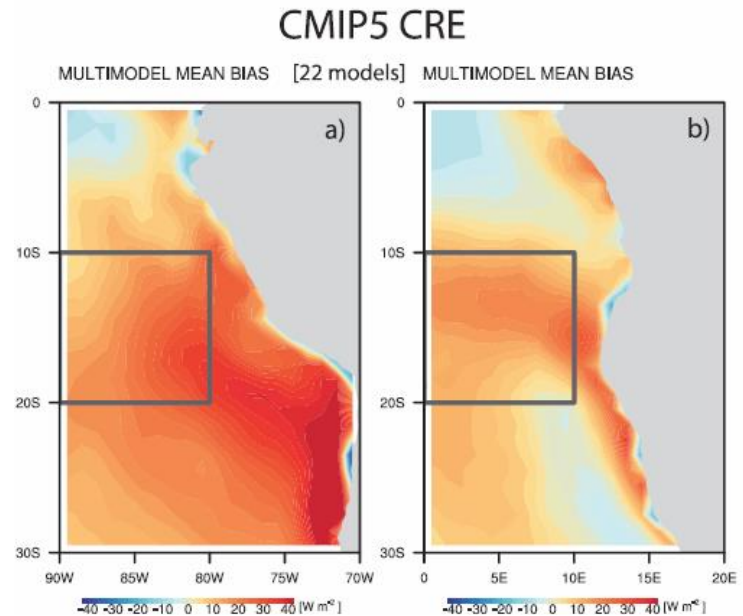 CMIP5 CRE
MULTIMODEL MEAN BIAS [22 models] MULTIMODEL MEAN BIAS
0 0
a) b)
10S 10S
20S 20S
30S 30S
90W 85W 80W 75W 70W 0 5E 10E 15E 20E
-40 -30 -20 -10 0 10 20 30 40 [W m⁻²] -40 -30 -20 -10 0 10 20 30 40 [W m⁻²]